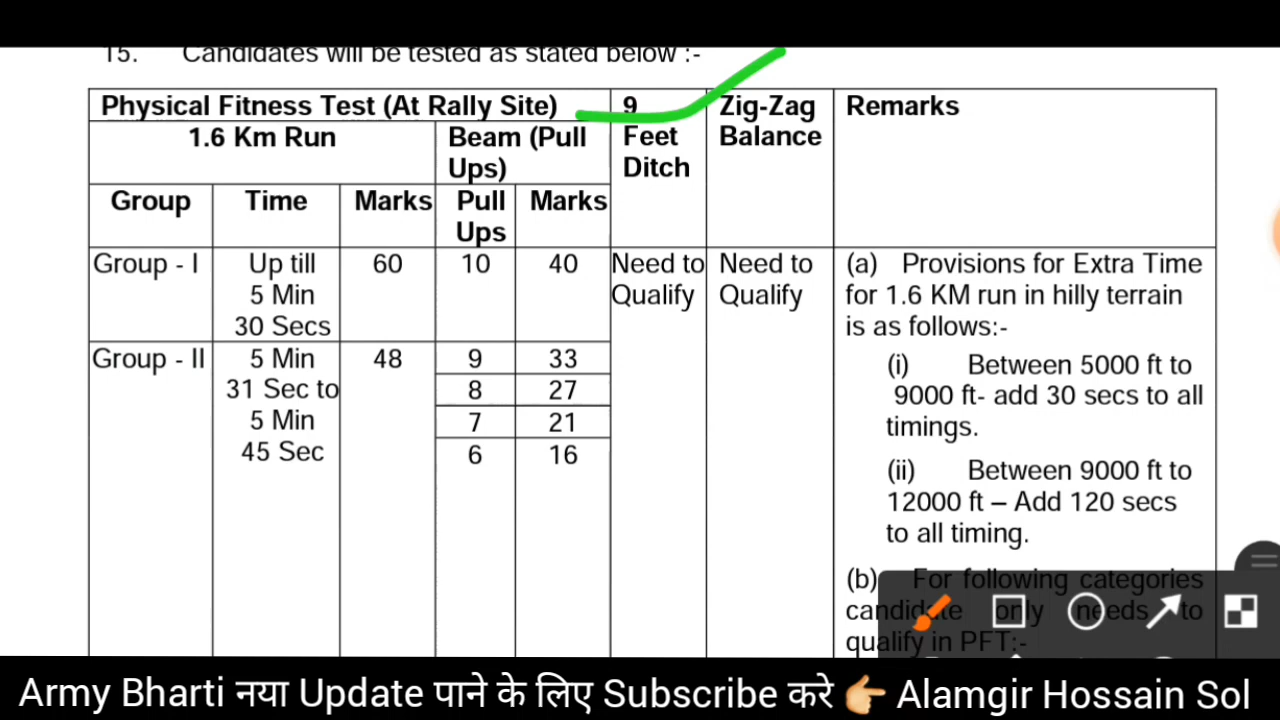 15. Candidates will be tested as stated below :-
Physical Fitness Test (At Rally Site)
1.6 Km Run
Beam (Pull
Ups)
9
Feet
Ditch
Zig-Zag
Balance
Remarks
Group
Time
Marks
Pull
Ups
Marks
Group - I
Up till
5 Min
30 Secs
60
10
40
Need to
Qualify
Need to
Qualify
(a) Provisions for Extra Time
for 1.6 KM run in hilly terrain
is as follows:-
(i) Between 5000 ft to
9000 ft- add 30 secs to all
timings.
(ii) Between 9000 ft to
12000 ft – Add 120 secs
to all timing.
(b) For following categories
candidate only needs to
qualify in PFT:-
Group - II
5 Min
31 Sec to
5 Min
45 Sec
48
9 33
8 27
7 21
6 16
Army Bharti नया Update पाने के लिए Subscribe करे 👉 Alamgir Hossain Sol